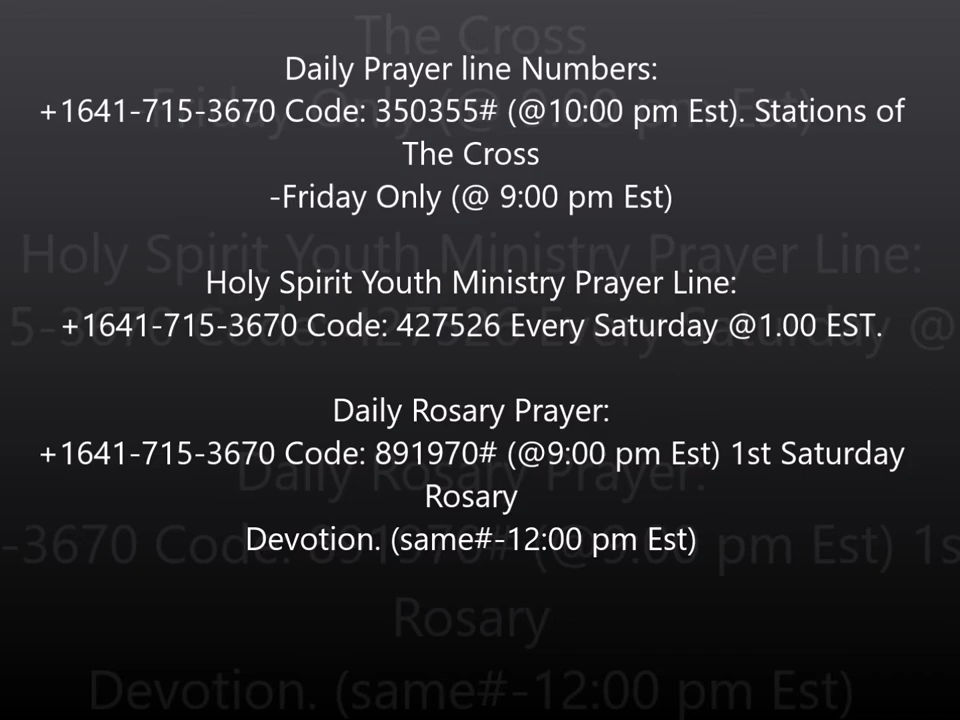 Daily Prayer line Numbers:
+1641-715-3670 Code: 350355# (@10:00 pm Est). Stations of
The Cross
-Friday Only (@ 9:00 pm Est)
Holy Spirit Youth Ministry Prayer Line:
+1641-715-3670 Code: 427526 Every Saturday @1.00 EST.
Daily Rosary Prayer:
+1641-715-3670 Code: 891970# (@9:00 pm Est) 1st Saturday
Rosary
Devotion. (same#-12:00 pm Est)